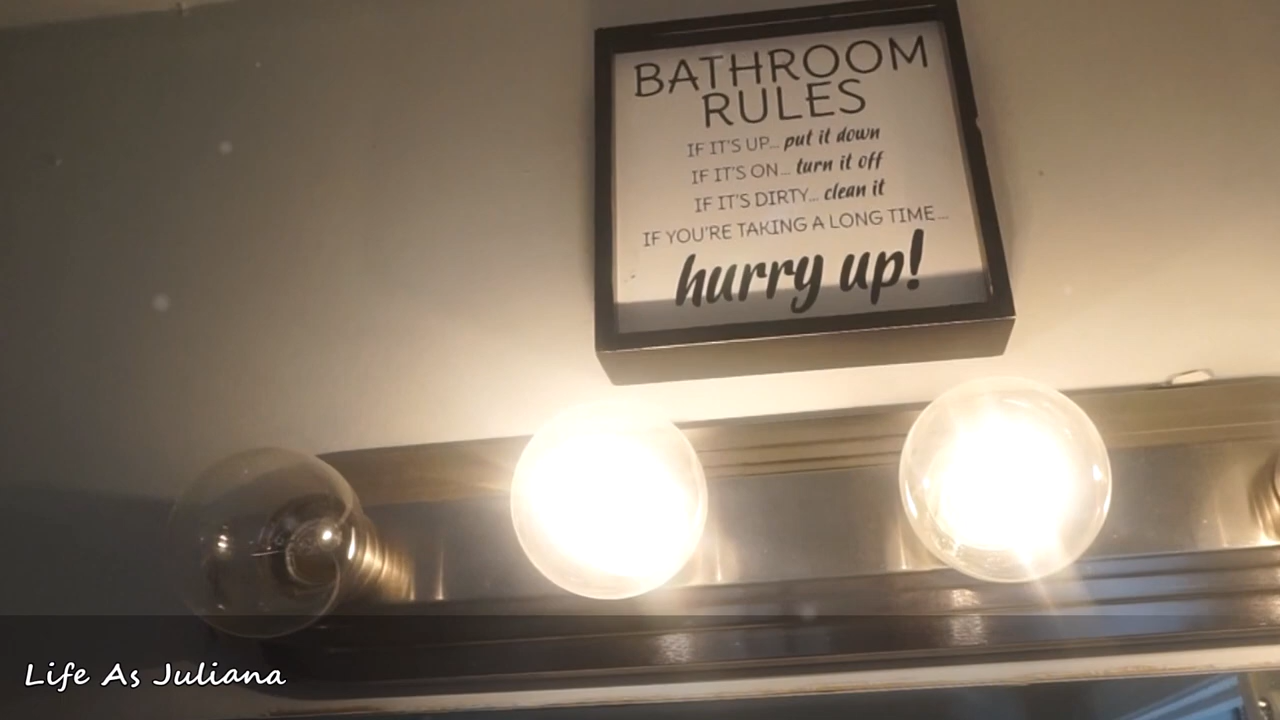 BATHROOM
RULES
IF IT'S UP... put it down
IF IT'S ON... turn it off
IF IT'S DIRTY... clean it
IF YOU'RE TAKING A LONG TIME...
hurry up!
Life As Juliana